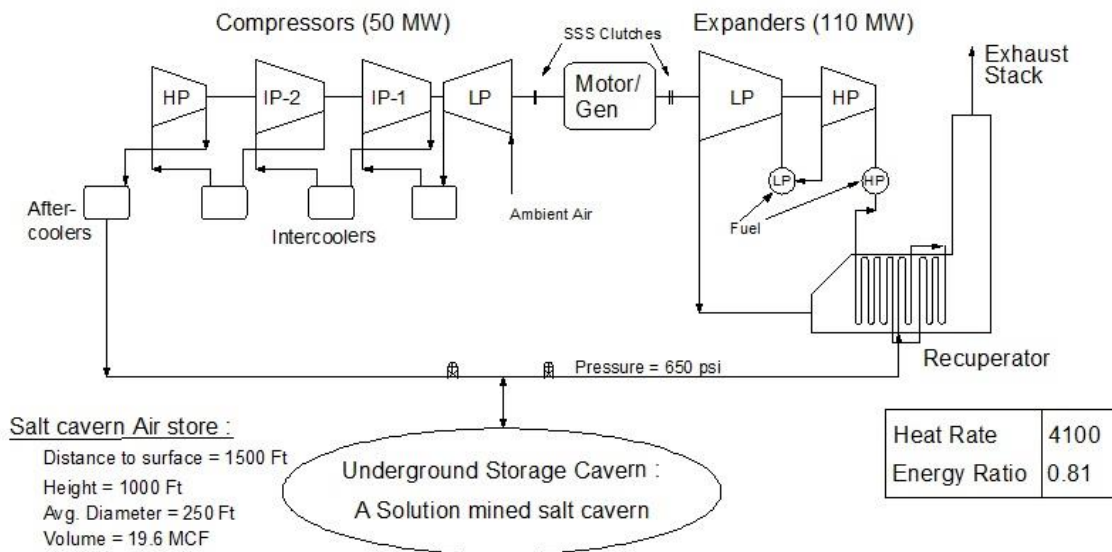 Compressors (50 MW)
SSS Clutches
Expanders (110 MW)
Exhaust
Stack
HP
IP-2
IP-1
LP
Motor/
Gen
LP
HP
LP
HP
After-
coolers
Intercoolers
Ambient Air
Fuel
Recuperator
Pressure = 650 psi
Salt cavern Air store :
Distance to surface = 1500 Ft
Height = 1000 Ft
Avg. Diameter = 250 Ft
Volume = 19.6 MCF
Underground Storage Cavern :
A Solution mined salt cavern
Heat Rate 4100
Energy Ratio 0.81